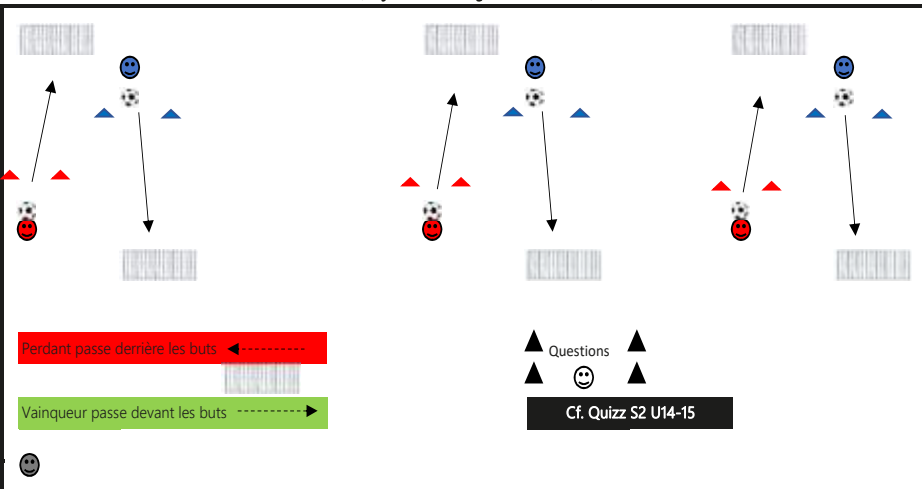 Perdant passe derrière les buts
Questions
Vainqueur passe devant les buts
Cf. Quizz S2 U14-15